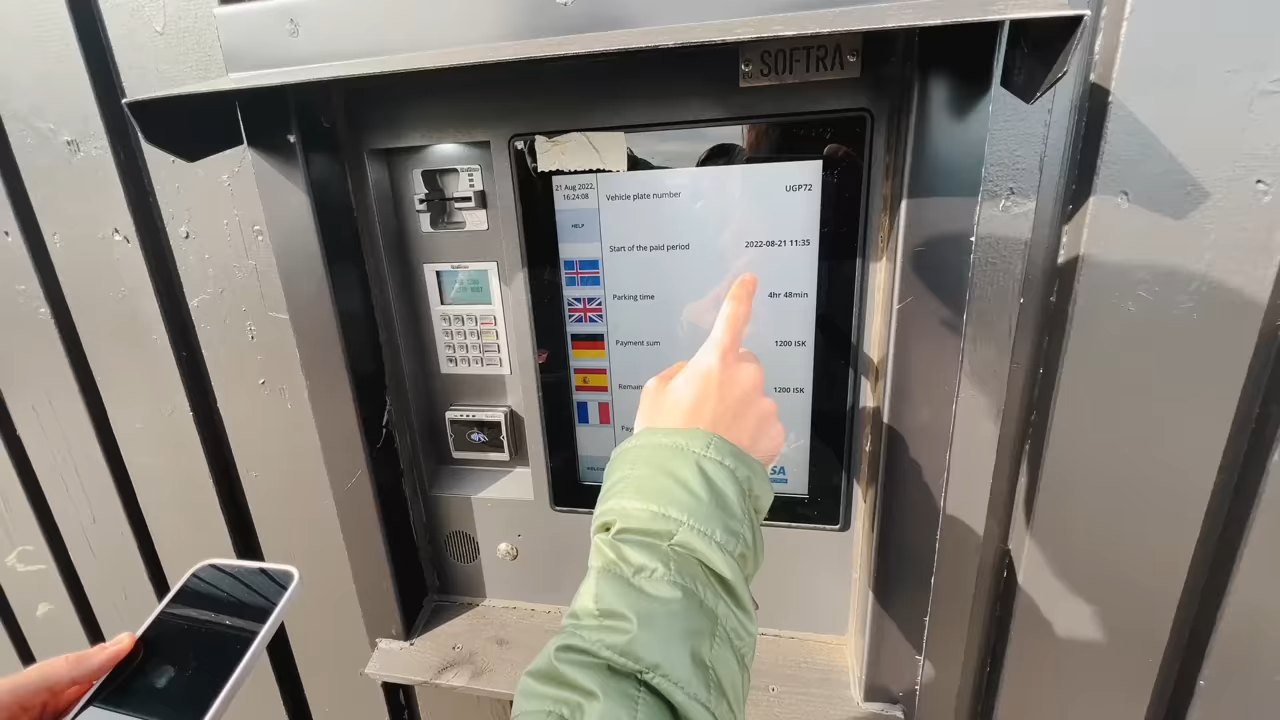 SOFTRA
21 Aug 2022,
16:24:08
Vehicle plate number
UGP72
HELP
Start of the paid period
2022-08-21 11:35
Parking time
4hr 48min
Payment sum
1200 ISK
1200 ISK
SA